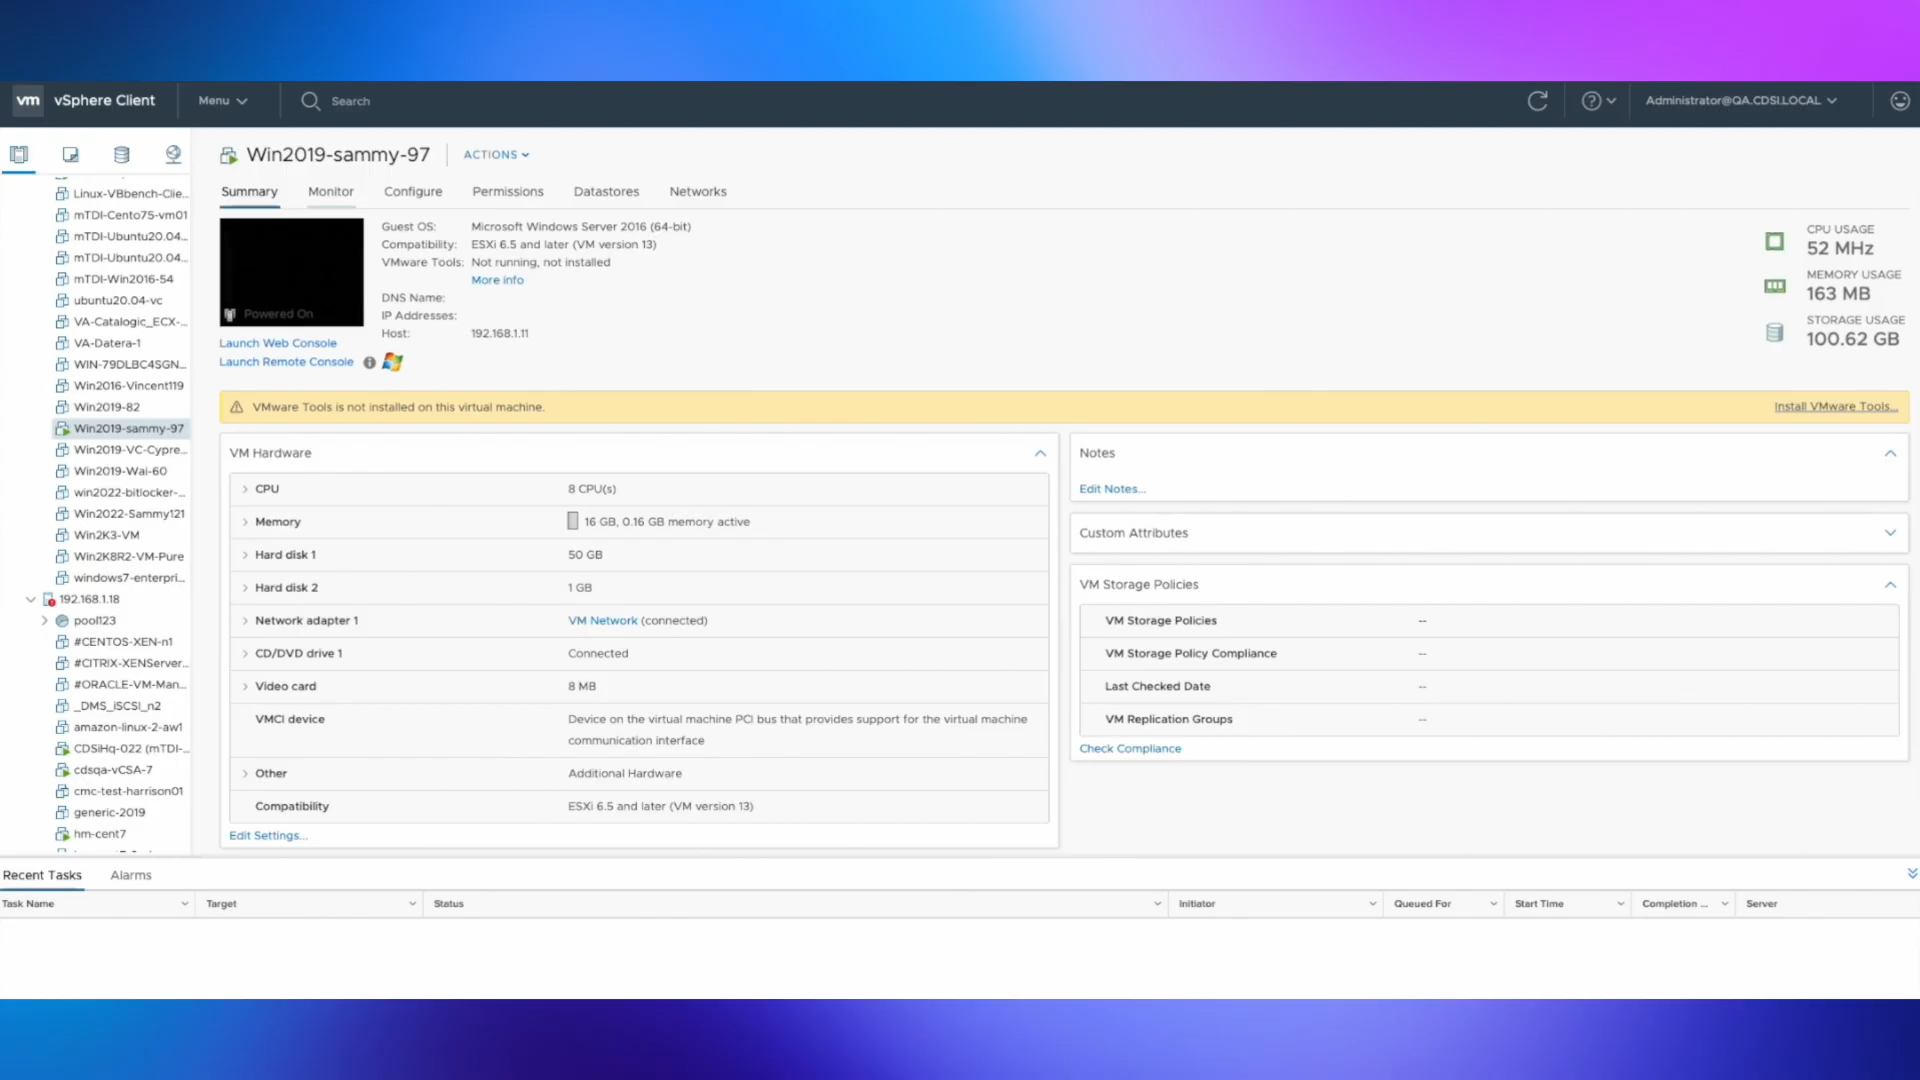 vm vSphere Client Menu Search Administrator@QA.CDSI.LOCAL
Linux-VBbench-Clie...
mTDI-Cento75-vm01
mTDI-Ubuntu20.04...
mTDI-Ubuntu20.04...
mTDI-Win2016-54
ubuntu20.04-vc
VA-Catalogic_ECX-...
VA-Datera-1
WIN-79DLBC4SGN...
Win2016-Vincent119
Win2019-82
Win2019-sammy-97
Win2019-VC-Cypre...
Win2019-Wai-60
win2022-bitlocker-...
Win2022-Sammy121
Win2K3-VM
Win2K8R2-VM-Pure
windows7-enterpri...
192.168.1.18
pool123
#CENTOS-XEN-n1
#CITRIX-XENServer...
#ORACLE-VM-Man...
_DMS_iSCSI_n2
amazon-linux-2-aw1
CDSiHq-022 (mTDI-...
cdsqa-vCSA-7
cmc-test-harrison01
generic-2019
hm-cent7
Win2019-sammy-97 ACTIONS
Summary Monitor Configure Permissions Datastores Networks
Powered On
Launch Web Console
Launch Remote Console
Guest OS: Microsoft Windows Server 2016 (64-bit)
Compatibility: ESXi 6.5 and later (VM version 13)
VMware Tools: Not running, not installed
More info
DNS Name:
IP Addresses:
Host: 192.168.1.11
CPU USAGE
52 MHz
MEMORY USAGE
163 MB
STORAGE USAGE
100.62 GB
VMware Tools is not installed on this virtual machine. Install VMware Tools...
VM Hardware
CPU 8 CPU(s)
Memory 16 GB, 0.16 GB memory active
Hard disk 1 50 GB
Hard disk 2 1 GB
Network adapter 1 VM Network (connected)
CD/DVD drive 1 Connected
Video card 8 MB
VMCI device Device on the virtual machine PCI bus that provides support for the virtual machine
communication interface
Other Additional Hardware
Compatibility ESXi 6.5 and later (VM version 13)
Edit Settings...
Notes
Edit Notes...
Custom Attributes
VM Storage Policies
VM Storage Policies --
VM Storage Policy Compliance --
Last Checked Date --
VM Replication Groups --
Check Compliance
Recent Tasks Alarms
Task Name Target Status Initiator Queued For Start Time Completion ... Server